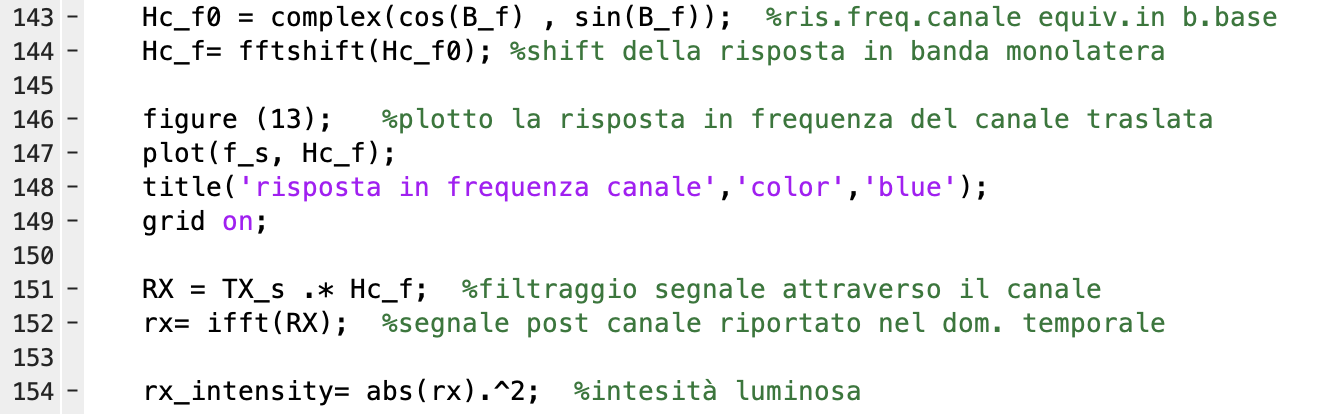 143 - Hc_f0 = complex(cos(B_f) , sin(B_f)); %ris.freq.canale equiv.in b.base
144 - Hc_f= fftshift(Hc_f0); %shift della risposta in banda monolatera
145
146 - figure (13); %plotto la risposta in frequenza del canale traslata
147 - plot(f_s, Hc_f);
148 - title('risposta in frequenza canale','color','blue');
149 - grid on;
150
151 - RX = TX_s .* Hc_f; %filtraggio segnale attraverso il canale
152 - rx= ifft(RX); %segnale post canale riportato nel dom. temporale
153
154 - rx_intensity= abs(rx).^2; %intesità luminosa